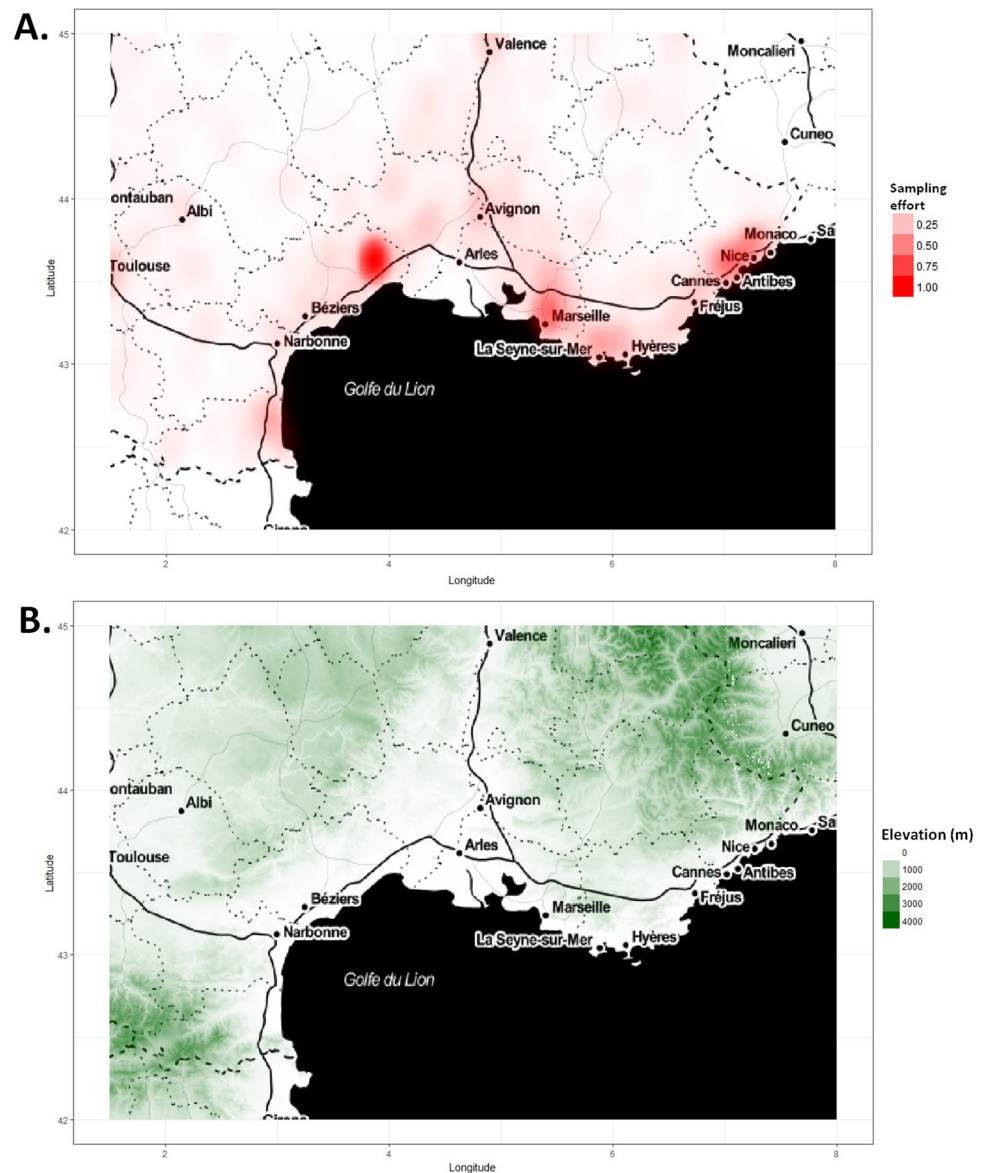 A.
45
44
43
42
Latitude
2
4
6
8
Longitude
Valence
Moncalieri
Cuneo
ontauban
Albi
Avignon
Monaco
Sa
Toulouse
Arles
Nice
Cannes
Antibes
Béziers
Marseille
Fréjus
Narbonne
La Seyne-sur-Mer
Hyères
Golfe du Lion
Sampling
effort
0.25
0.50
0.75
1.00
B.
45
44
43
42
Latitude
2
4
6
8
Longitude
Valence
Moncalieri
Cuneo
ontauban
Albi
Avignon
Monaco
Sa
Toulouse
Arles
Nice
Cannes
Antibes
Béziers
Marseille
Fréjus
Narbonne
La Seyne-sur-Mer
Hyères
Golfe du Lion
Elevation (m)
0
1000
2000
3000
4000